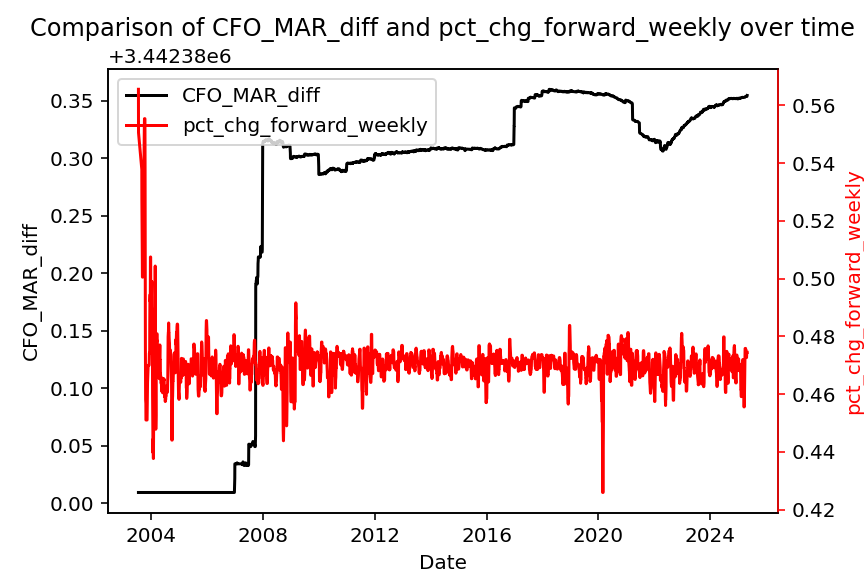 Comparison of CFO_MAR_diff and pct_chg_forward_weekly over time
+3.44238e6
CFO_MAR_diff
pct_chg_forward_weekly
0.35
0.30
0.25
0.20
0.15
0.10
0.05
0.00
CFO_MAR_diff
0.56
0.54
0.52
0.50
0.48
0.46
0.44
0.42
pct_chg_forward_weekly
2004 2008 2012 2016 2020 2024
Date